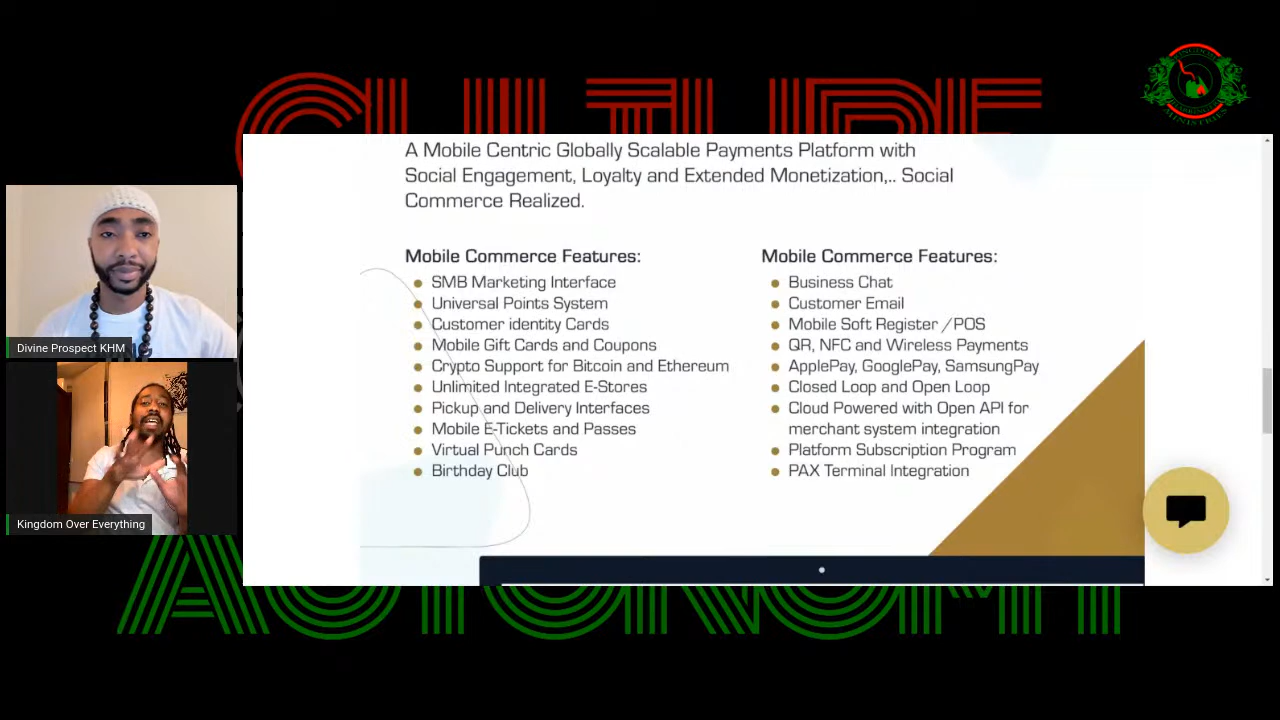 CULTURE
A Mobile Centric Globally Scalable Payments Platform with
Social Engagement, Loyalty and Extended Monetization,.. Social
Commerce Realized.
Mobile Commerce Features:
SMB Marketing Interface
Universal Points System
Customer identity Cards
Mobile Gift Cards and Coupons
Crypto Support for Bitcoin and Ethereum
Unlimited Integrated E-Stores
Pickup and Delivery Interfaces
Mobile E-Tickets and Passes
Virtual Punch Cards
Birthday Club
Mobile Commerce Features:
Business Chat
Customer Email
Mobile Soft Register /POS
QR, NFC and Wireless Payments
ApplePay, GooglePay, SamsungPay
Closed Loop and Open Loop
Cloud Powered with Open API for
merchant system integration
Platform Subscription Program
PAX Terminal Integration
Divine Prospect KHM
Kingdom Over Everything
AUTONOMY